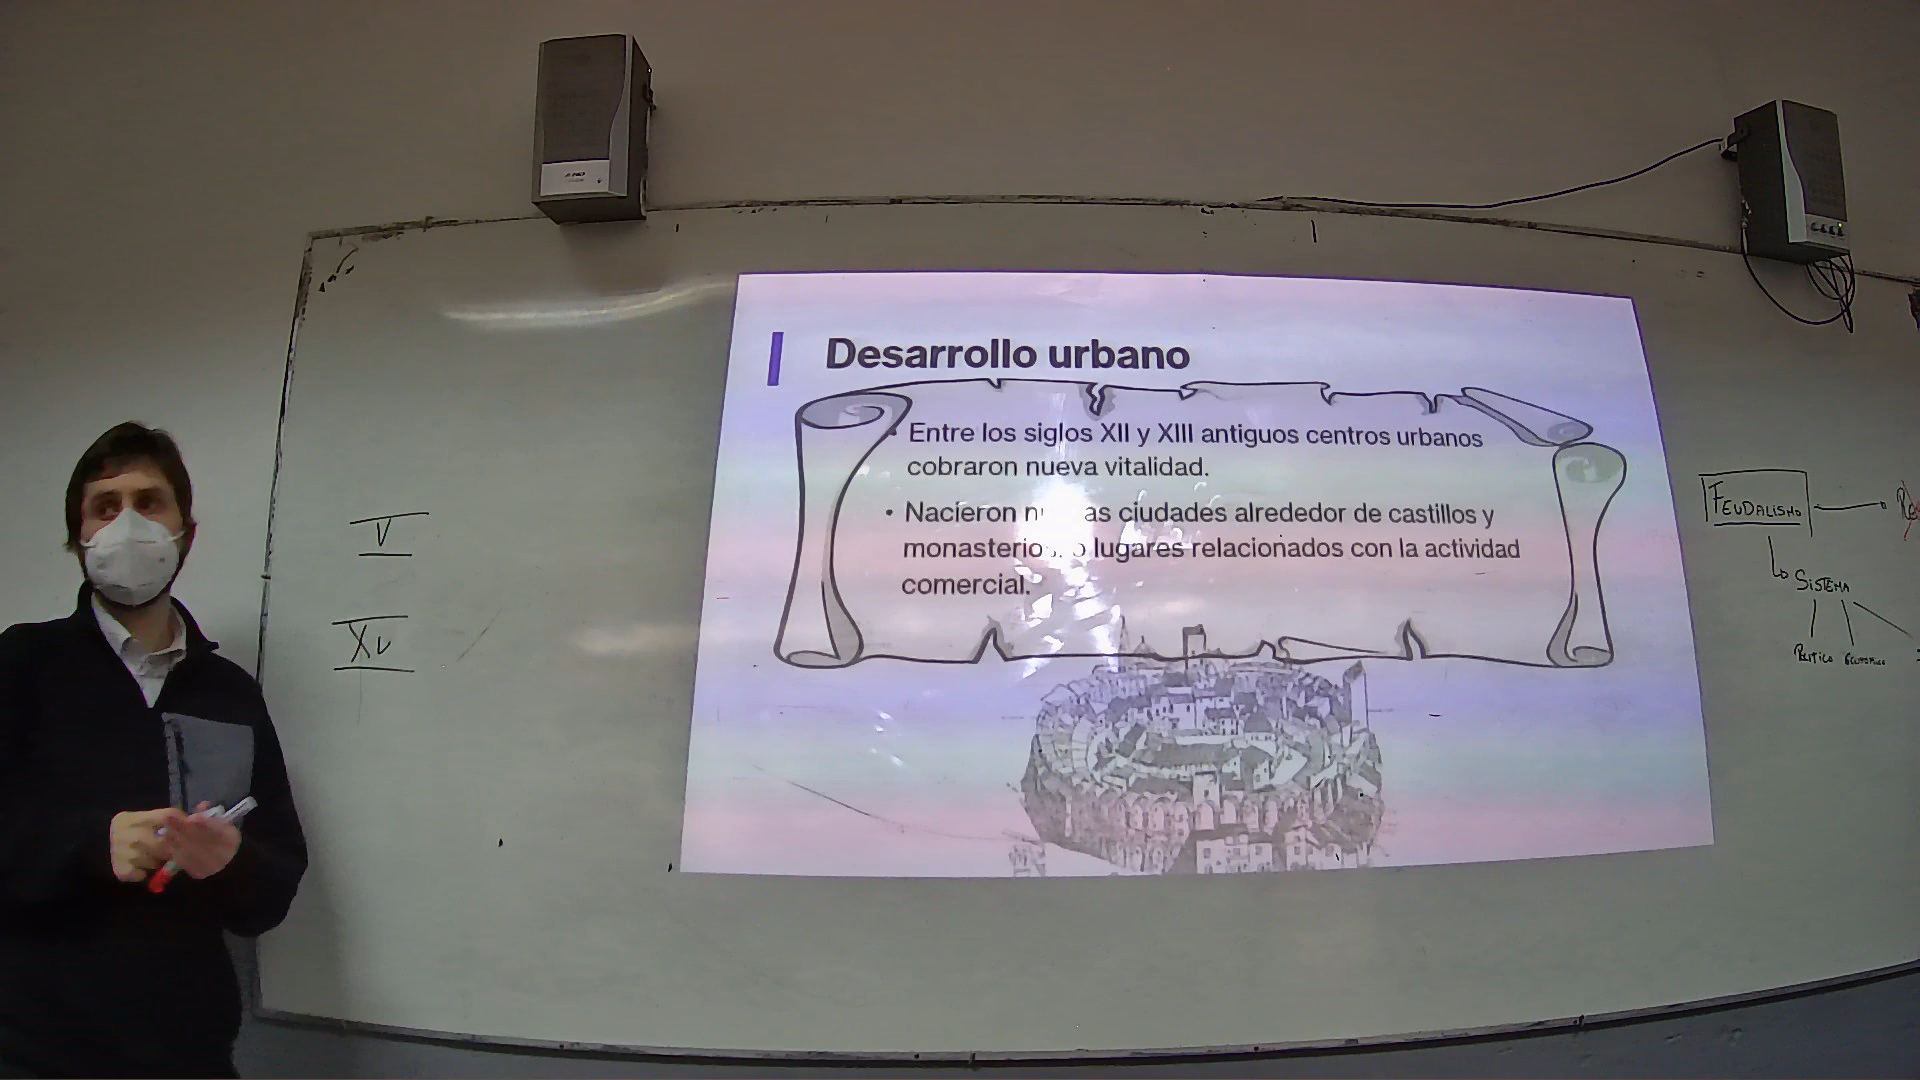 Desarrollo urbano
Entre los siglos XII y XIII antiguos centros urbanos
cobraron nueva vitalidad.
• Nacieron as ciudades alrededor de castillos y
monasterio lugares relacionados con la actividad
comercial.
V
XV
FEUDALISMO
SISTEMA
POLITICO